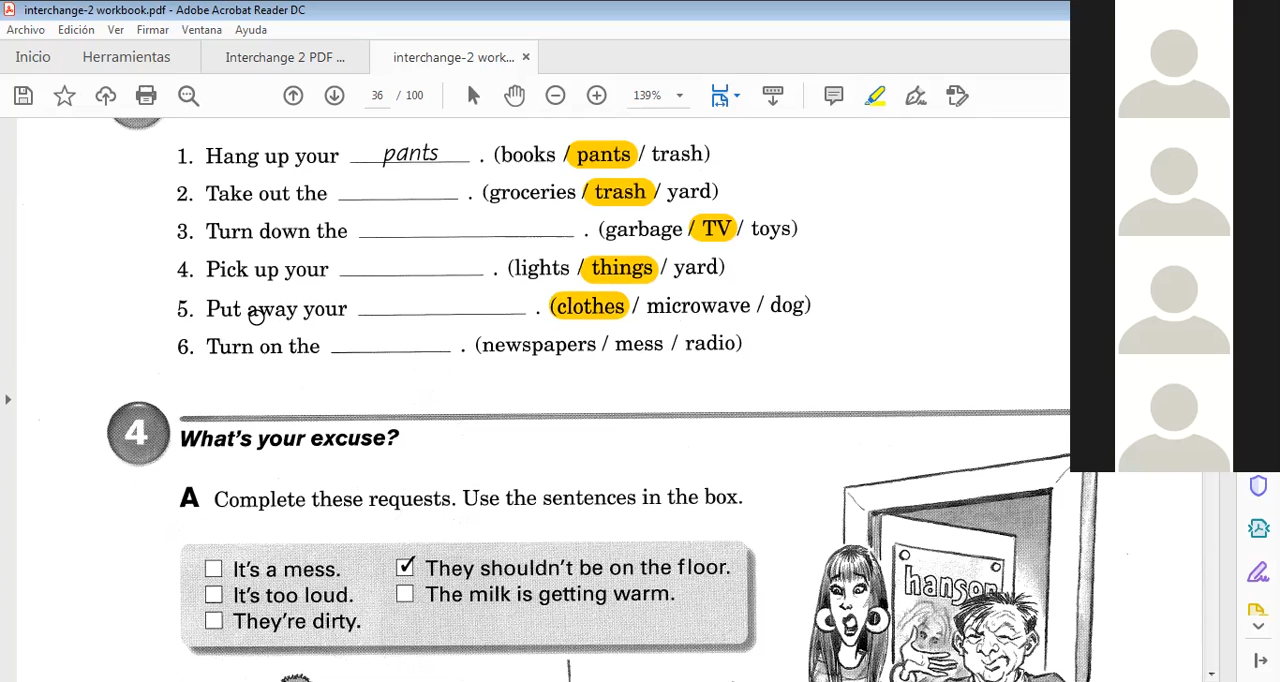 interchange-2 workbook.pdf - Adobe Acrobat Reader DC
Archivo Edición Ver Firmar Ventana Ayuda
Inicio Herramientas Interchange 2 PDF ... interchange-2 work... ×
36 / 100 139%
1. Hang up your pants . (books / pants / trash)
2. Take out the ____________ . (groceries / trash / yard)
3. Turn down the ____________ . (garbage / TV / toys)
4. Pick up your ____________ . (lights / things / yard)
5. Put away your ____________ . (clothes / microwave / dog)
6. Turn on the ____________ . (newspapers / mess / radio)
4 What's your excuse?
A Complete these requests. Use the sentences in the box.
It's a mess. ✓ They shouldn't be on the floor.
It's too loud. The milk is getting warm.
They're dirty.
hanson